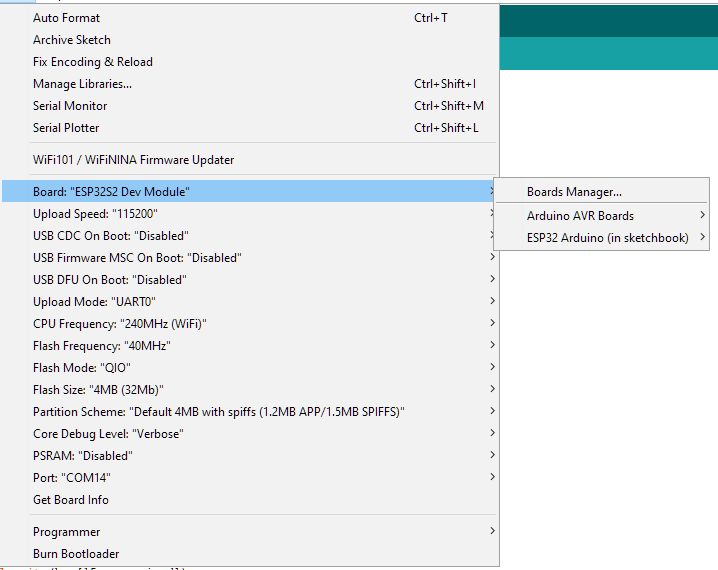 Auto Format Ctrl+T
Archive Sketch
Fix Encoding & Reload
Manage Libraries... Ctrl+Shift+I
Serial Monitor Ctrl+Shift+M
Serial Plotter Ctrl+Shift+L
WiFi101 / WiFiNINA Firmware Updater
Board: "ESP32S2 Dev Module"
Boards Manager...
Arduino AVR Boards
ESP32 Arduino (in sketchbook)
Upload Speed: "115200"
USB CDC On Boot: "Disabled"
USB Firmware MSC On Boot: "Disabled"
USB DFU On Boot: "Disabled"
Upload Mode: "UART0"
CPU Frequency: "240MHz (WiFi)"
Flash Frequency: "40MHz"
Flash Mode: "QIO"
Flash Size: "4MB (32Mb)"
Partition Scheme: "Default 4MB with spiffs (1.2MB APP/1.5MB SPIFFS)"
Core Debug Level: "Verbose"
PSRAM: "Disabled"
Port: "COM14"
Get Board Info
Programmer
Burn Bootloader